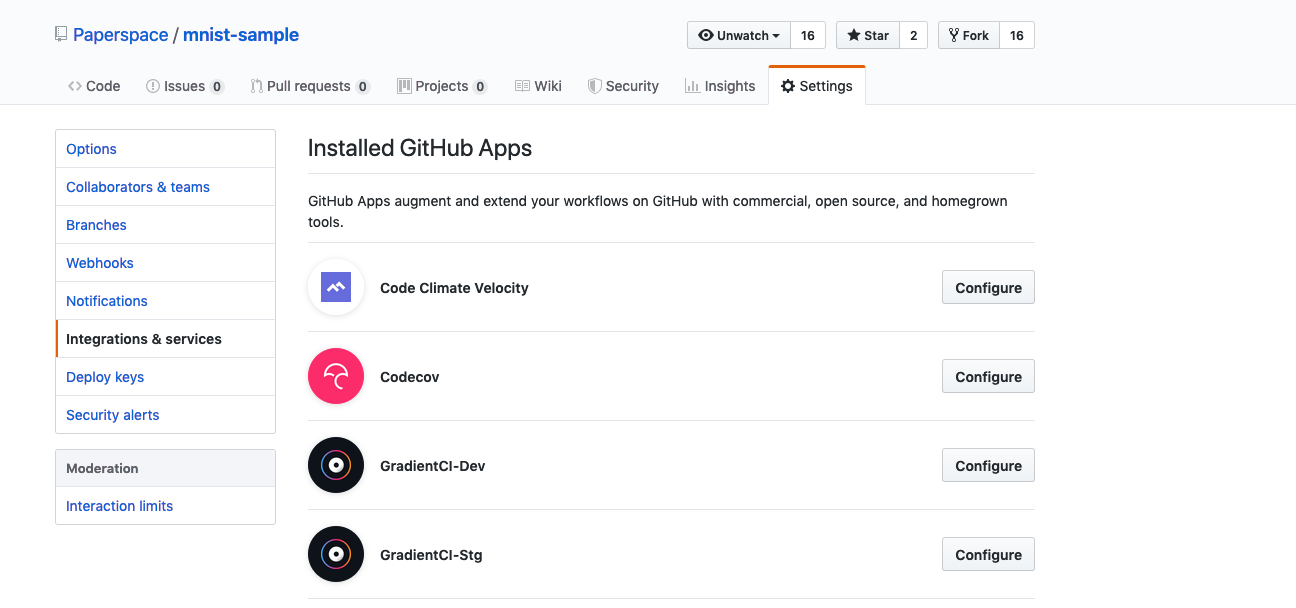 Paperspace / mnist-sample
Unwatch 16 Star 2 Fork 16
Code Issues 0 Pull requests 0 Projects 0 Wiki Security Insights Settings
Options
Collaborators & teams
Branches
Webhooks
Notifications
Integrations & services
Deploy keys
Security alerts
Moderation
Interaction limits
Installed GitHub Apps
GitHub Apps augment and extend your workflows on GitHub with commercial, open source, and homegrown
tools.
Code Climate Velocity Configure
Codecov Configure
GradientCI-Dev Configure
GradientCI-Stg Configure